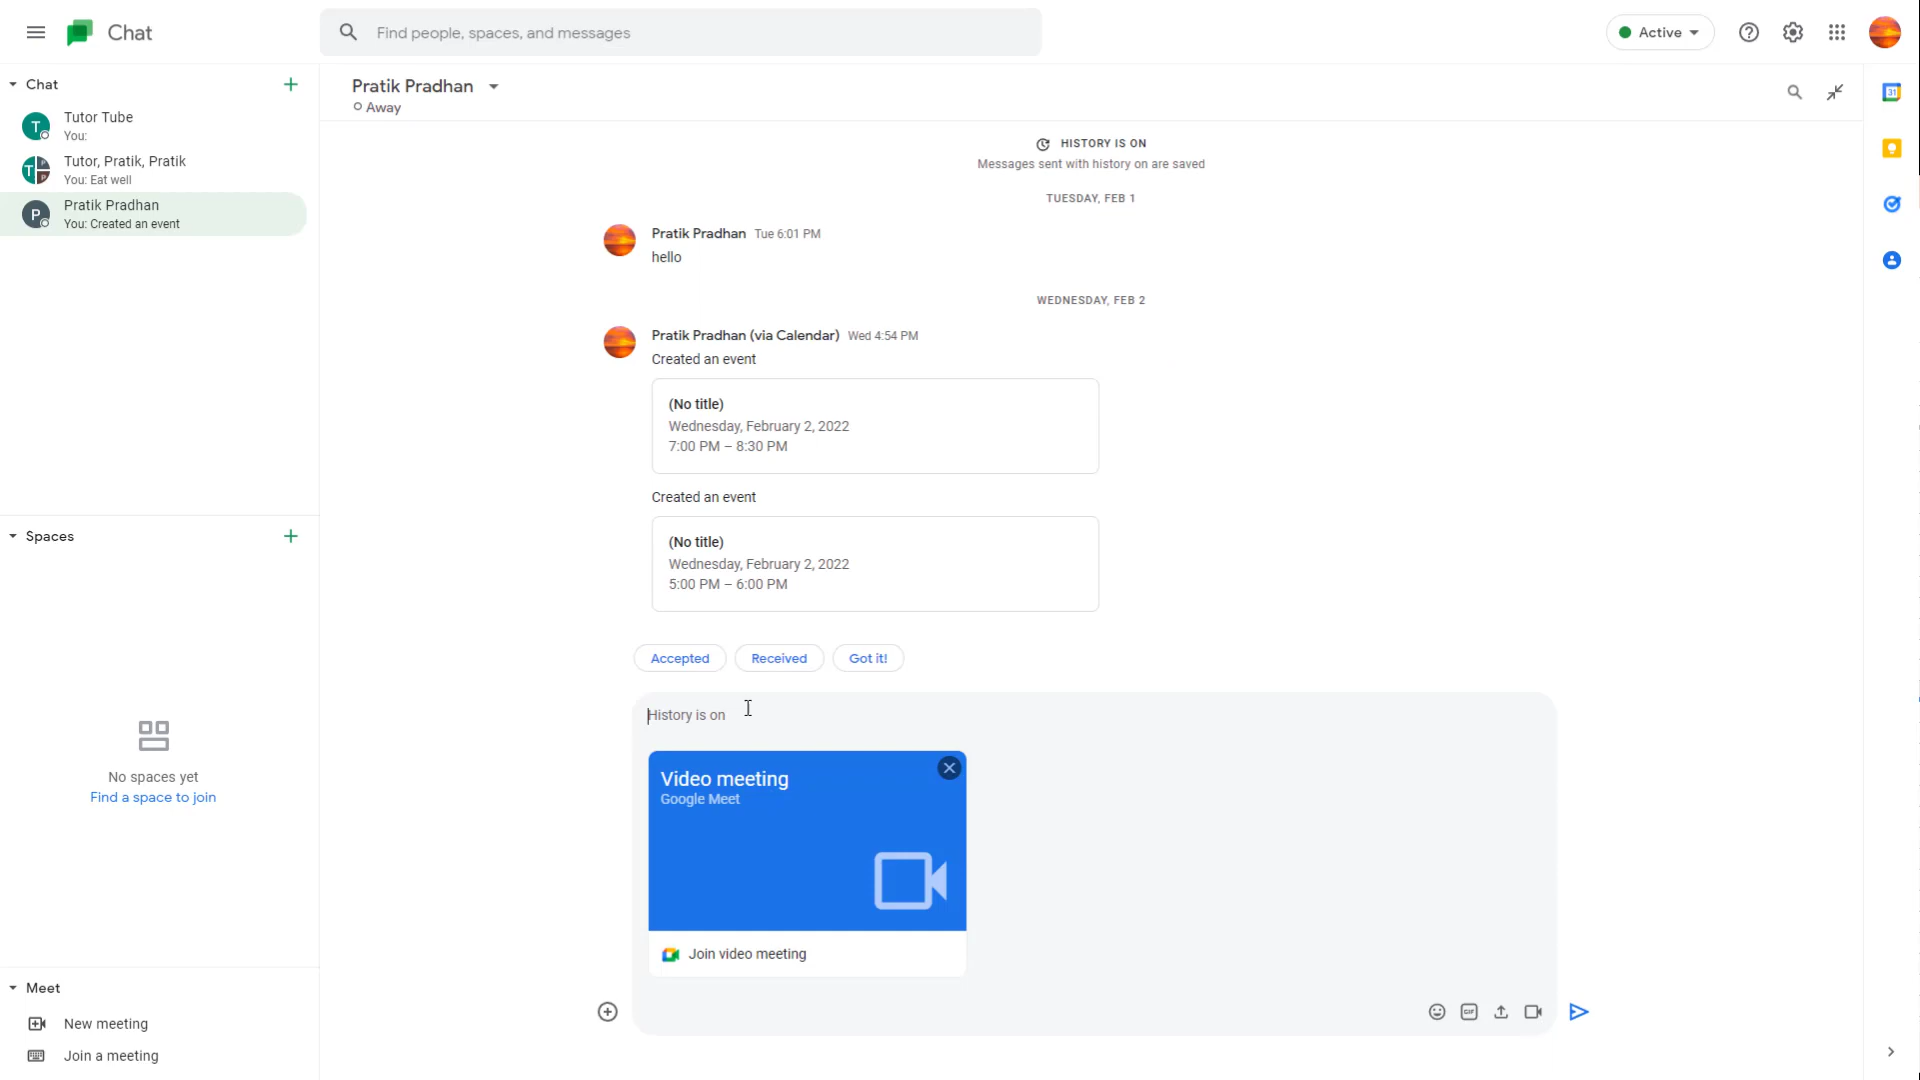 Chat
Find people, spaces, and messages
Active
Chat
T
Tutor Tube
You:
T
P
P
Tutor, Pratik, Pratik
You: Eat well
P
Pratik Pradhan
You: Created an event
Spaces
No spaces yet
Find a space to join
Meet
New meeting
Join a meeting
Pratik Pradhan
Away
HISTORY IS ON
Messages sent with history on are saved
TUESDAY, FEB 1
Pratik Pradhan Tue 6:01 PM
hello
WEDNESDAY, FEB 2
Pratik Pradhan (via Calendar) Wed 4:54 PM
Created an event
(No title)
Wednesday, February 2, 2022
7:00 PM – 8:30 PM
Created an event
(No title)
Wednesday, February 2, 2022
5:00 PM – 6:00 PM
Accepted Received Got it!
History is on
Video meeting
Google Meet
Join video meeting
GIF
31